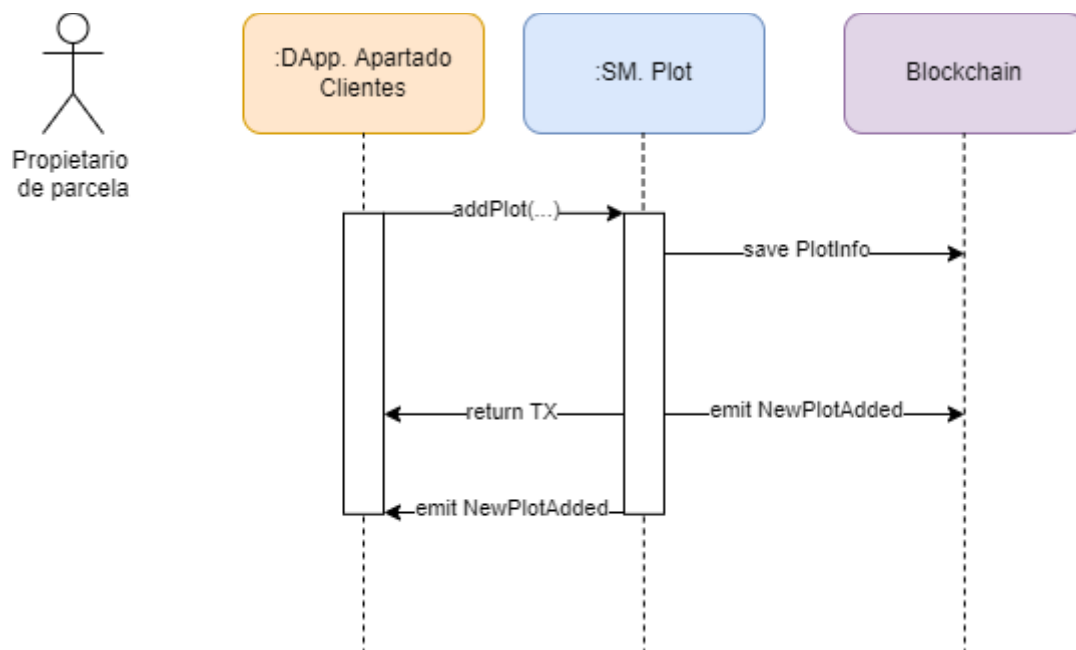 :DApp. Apartado
Clientes
:SM. Plot
Blockchain
Propietario
de parcela
addPlot(...)
save PlotInfo
return TX
emit NewPlotAdded
emit NewPlotAdded